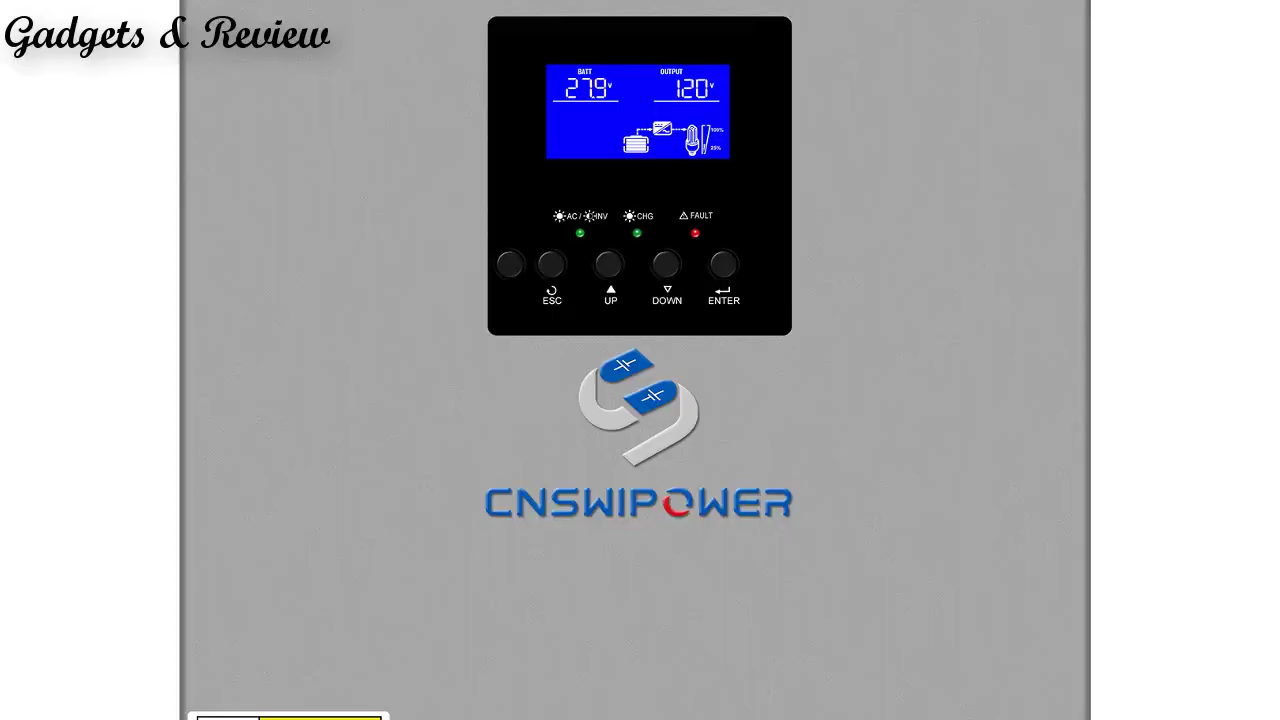 Gadgets & Review
BATT OUTPUT
27.9V 120V
100%
25%
AC / INV CHG FAULT
ESC UP DOWN ENTER
CNSWIPOWER